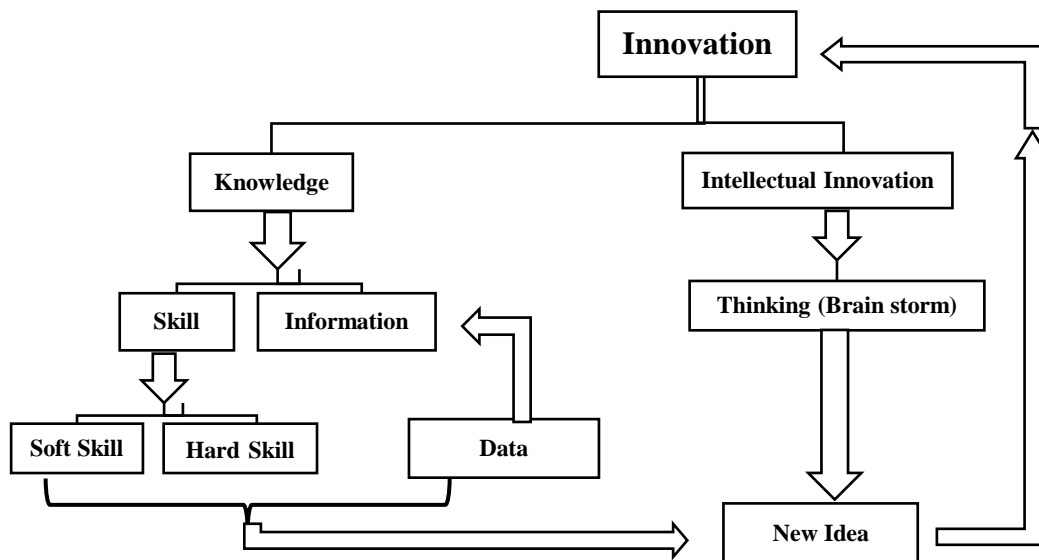 Innovation
Knowledge
Intellectual Innovation
Skill
Information
Thinking (Brain storm)
Soft Skill
Hard Skill
Data
New Idea